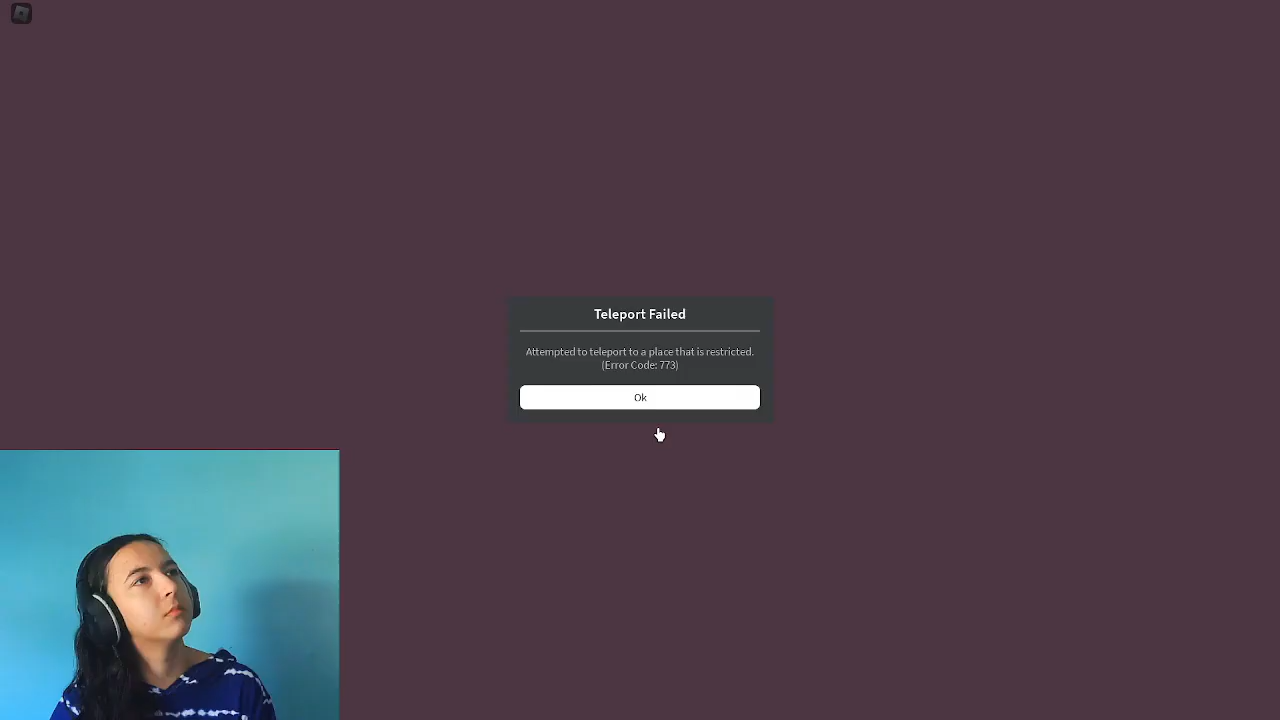 Teleport Failed
Attempted to teleport to a place that is restricted.
(Error Code: 773)
Ok